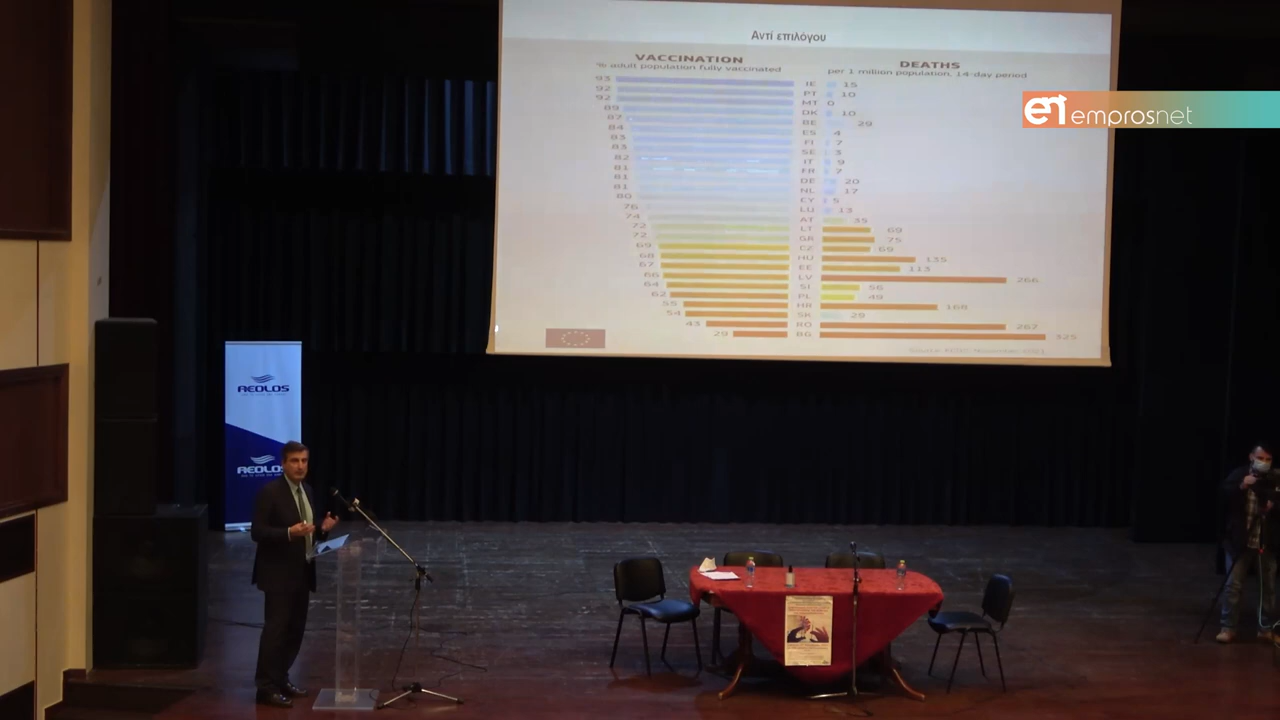 Αντί επιλόγου
VACCINATION
% adult population fully vaccinated
DEATHS
per 1 million population, 14-day period
93 IE 15
92 PT 10
92 MT 0
89 DK 10
87 BE 29
84 ES 4
83 FI 7
83 SE 3
82 IT 9
81 FR 7
81 DE 20
81 NL 17
80 CY 5
76 LU 13
74 AT 35
72 LT 69
72 GR 75
69 CZ 69
68 HU 135
67 EE 113
66 LV 266
64 SI 56
62 PL 49
55 HR 168
54 SK 29
43 RO 267
29 BG 325
Source: ECDC, November 2021
em emprosnet
AEOLOS
AEOLOS